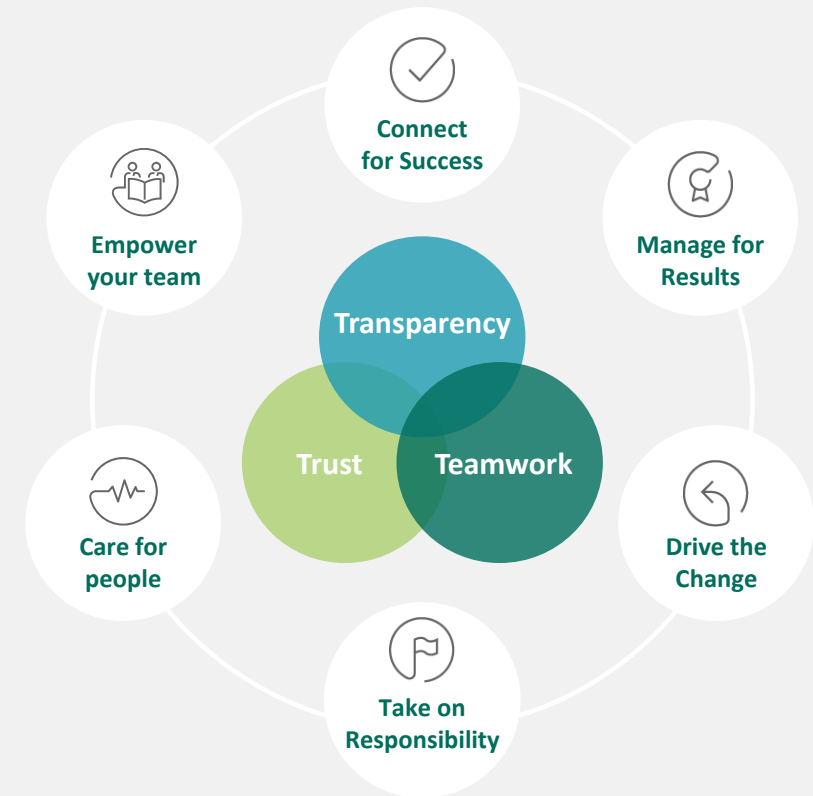 Connect
for Success
Empower
your team
Manage for
Results
Transparency
Trust
Teamwork
Care for
people
Drive the
Change
Take on
Responsibility